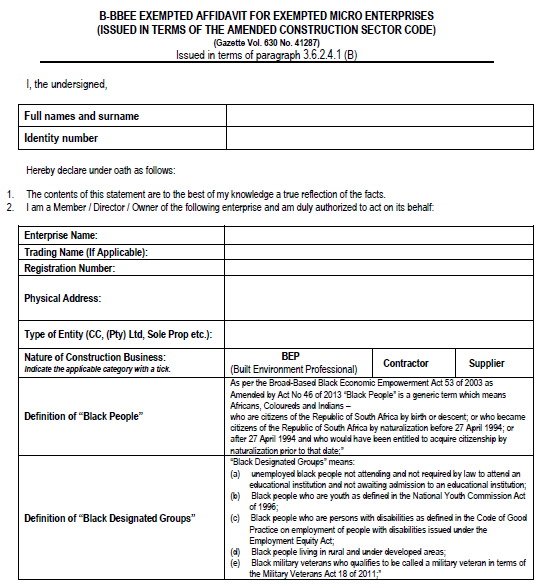 B-BBEE EXEMPTED AFFIDAVIT FOR EXEMPTED MICRO ENTERPRISES
(ISSUED IN TERMS OF THE AMENDED CONSTRUCTION SECTOR CODE)
(Gazette Vol. 630 No. 41287)
Issued in terms of paragraph 3.6.2.4.1 (B)
I, the undersigned,
Full names and surname
Identity number
Hereby declare under oath as follows:
1. The contents of this statement are to the best of my knowledge a true reflection of the facts.
2. I am a Member / Director / Owner of the following enterprise and am duly authorized to act on its behalf:
Enterprise Name:
Trading Name (If Applicable):
Registration Number:
Physical Address:
Type of Entity (CC, (Pty) Ltd, Sole Prop etc.):
Nature of Construction Business:
Indicate the applicable category with a tick.
BEP
(Built Environment Professional)
Contractor
Supplier
Definition of "Black People"
As per the Broad-Based Black Economic Empowerment Act 53 of 2003 as
Amended by Act No 46 of 2013 "Black People" is a generic term which means
Africans, Coloureds and Indians –
who are citizens of the Republic of South Africa by birth or descent; or who became
citizens of the Republic of South Africa by naturalization before 27 April 1994; or
after 27 April 1994 and who would have been entitled to acquire citizenship by
naturalization prior to that date;"
Definition of "Black Designated Groups"
"Black Designated Groups" means:
(a) unemployed black people not attending and not required by law to attend an
educational institution and not awaiting admission to an educational institution;
(b) Black people who are youth as defined in the National Youth Commission Act
of 1996;
(c) Black people who are persons with disabilities as defined in the Code of Good
Practice on employment of people with disabilities issued under the
Employment Equity Act;
(d) Black people living in rural and under developed areas;
(e) Black military veterans who qualifies to be called a military veteran in terms of
the Military Veterans Act 18 of 2011;"